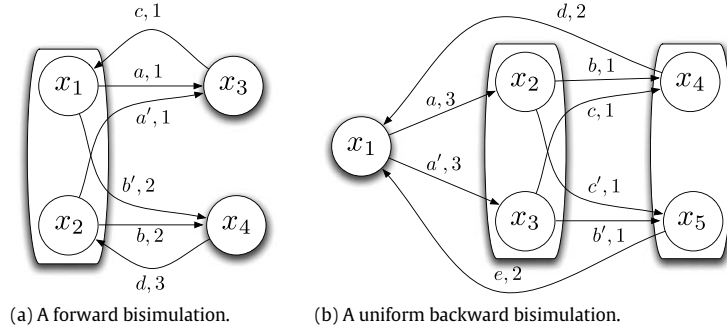 c, 1
x1
a, 1
x3
a′, 1
b′, 2
x2
b, 2
x4
d, 3
(a) A forward bisimulation.
d, 2
x2
b, 1
x4
a, 3
c, 1
x1
a′, 3
c′, 1
x3
b′, 1
x5
e, 2
(b) A uniform backward bisimulation.